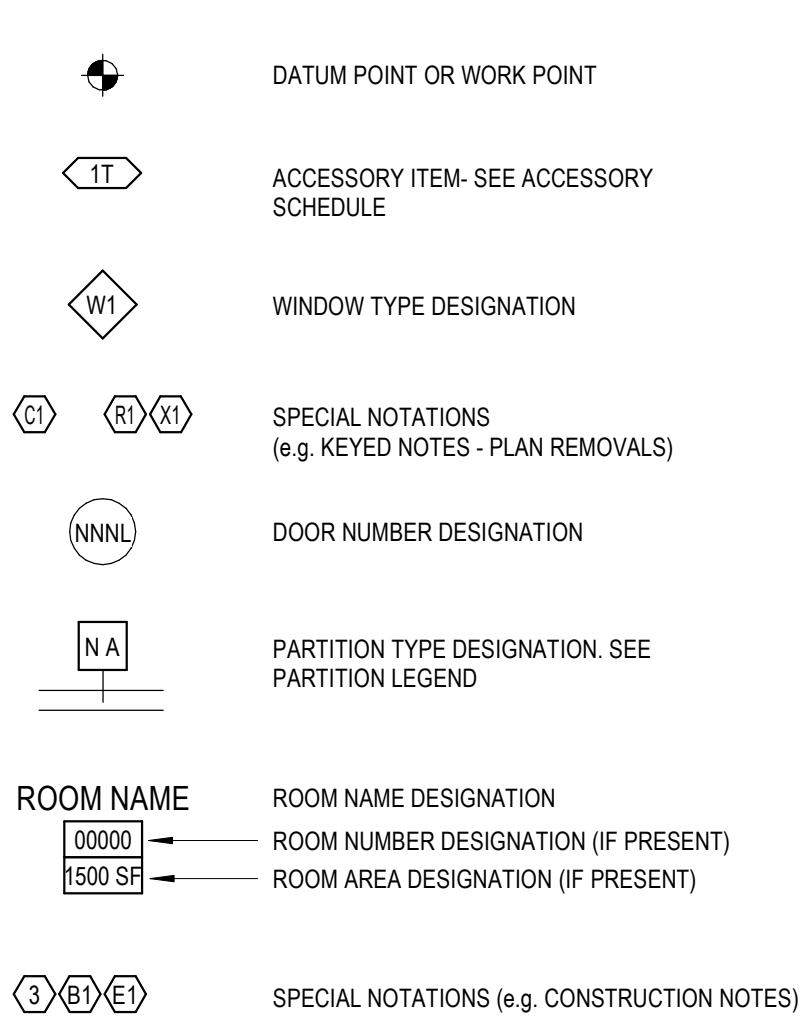 DATUM POINT OR WORK POINT
1T
ACCESSORY ITEM- SEE ACCESSORY
SCHEDULE
W1
WINDOW TYPE DESIGNATION
C1 R1 X1
SPECIAL NOTATIONS
(e.g. KEYED NOTES - PLAN REMOVALS)
NNNL
DOOR NUMBER DESIGNATION
N A
PARTITION TYPE DESIGNATION. SEE
PARTITION LEGEND
ROOM NAME
ROOM NAME DESIGNATION
00000
ROOM NUMBER DESIGNATION (IF PRESENT)
1500 SF
ROOM AREA DESIGNATION (IF PRESENT)
3 B1 E1
SPECIAL NOTATIONS (e.g. CONSTRUCTION NOTES)